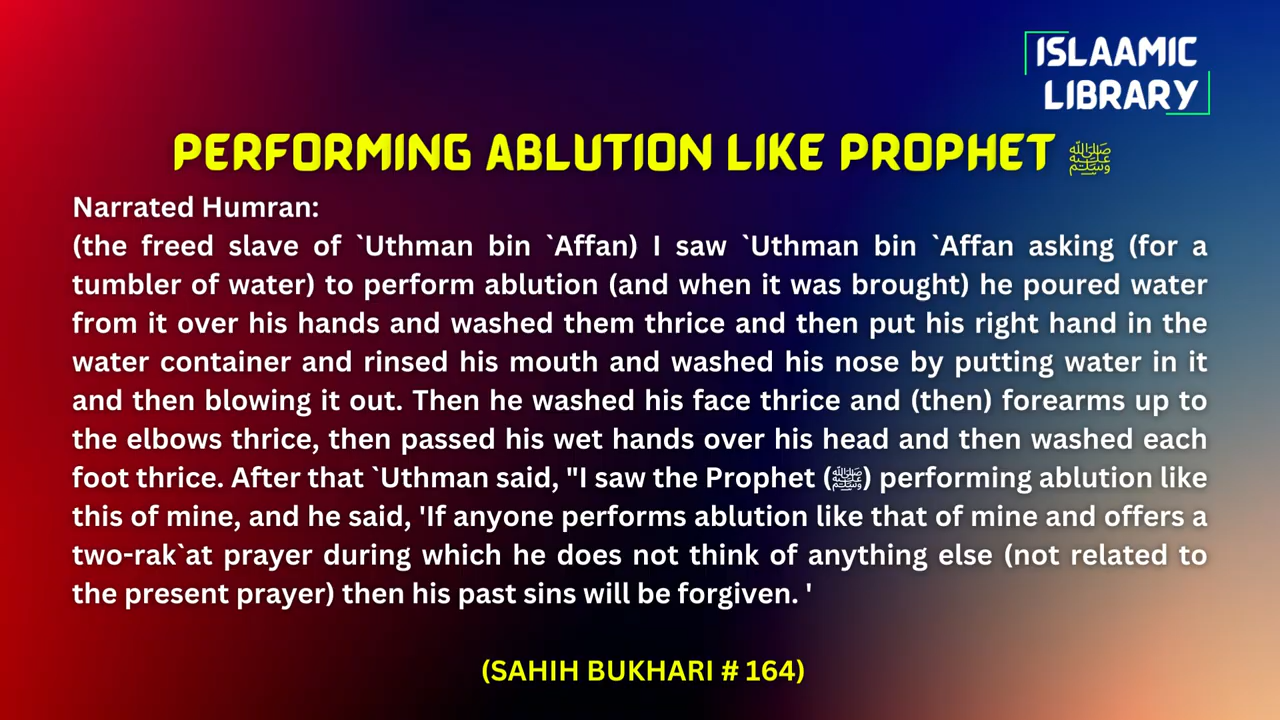 ISLAAMIC
LIBRARY
PERFORMING ABLUTION LIKE PROPHET ﷺ
Narrated Humran:
(the freed slave of `Uthman bin `Affan) I saw `Uthman bin `Affan asking (for a
tumbler of water) to perform ablution (and when it was brought) he poured water
from it over his hands and washed them thrice and then put his right hand in the
water container and rinsed his mouth and washed his nose by putting water in it
and then blowing it out. Then he washed his face thrice and (then) forearms up to
the elbows thrice, then passed his wet hands over his head and then washed each
foot thrice. After that `Uthman said, "I saw the Prophet (ﷺ) performing ablution like
this of mine, and he said, 'If anyone performs ablution like that of mine and offers a
two-rak`at prayer during which he does not think of anything else (not related to
the present prayer) then his past sins will be forgiven. '
(SAHIH BUKHARI # 164)